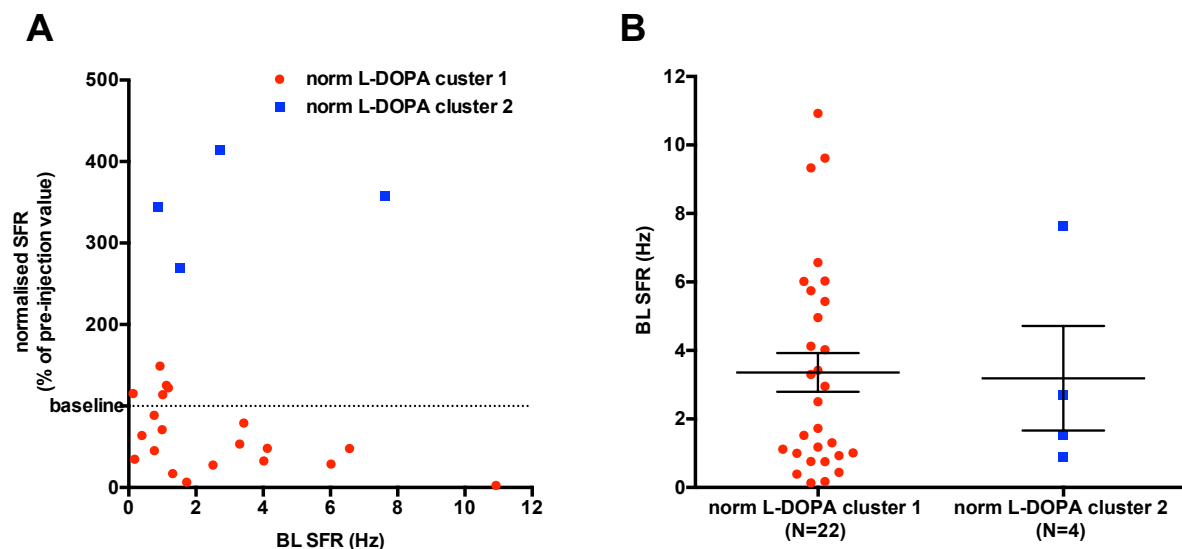 A
norm L-DOPA custer 1
norm L-DOPA cluster 2
500
400
300
200
baseline
0
0
2
4
6
8
10
12
normalised SFR
(% of pre-injection value)
BL SFR (Hz)
B
12
10
8
6
4
2
0
BL SFR (Hz)
norm L-DOPA cluster 1
(N=22)
norm L-DOPA cluster 2
(N=4)